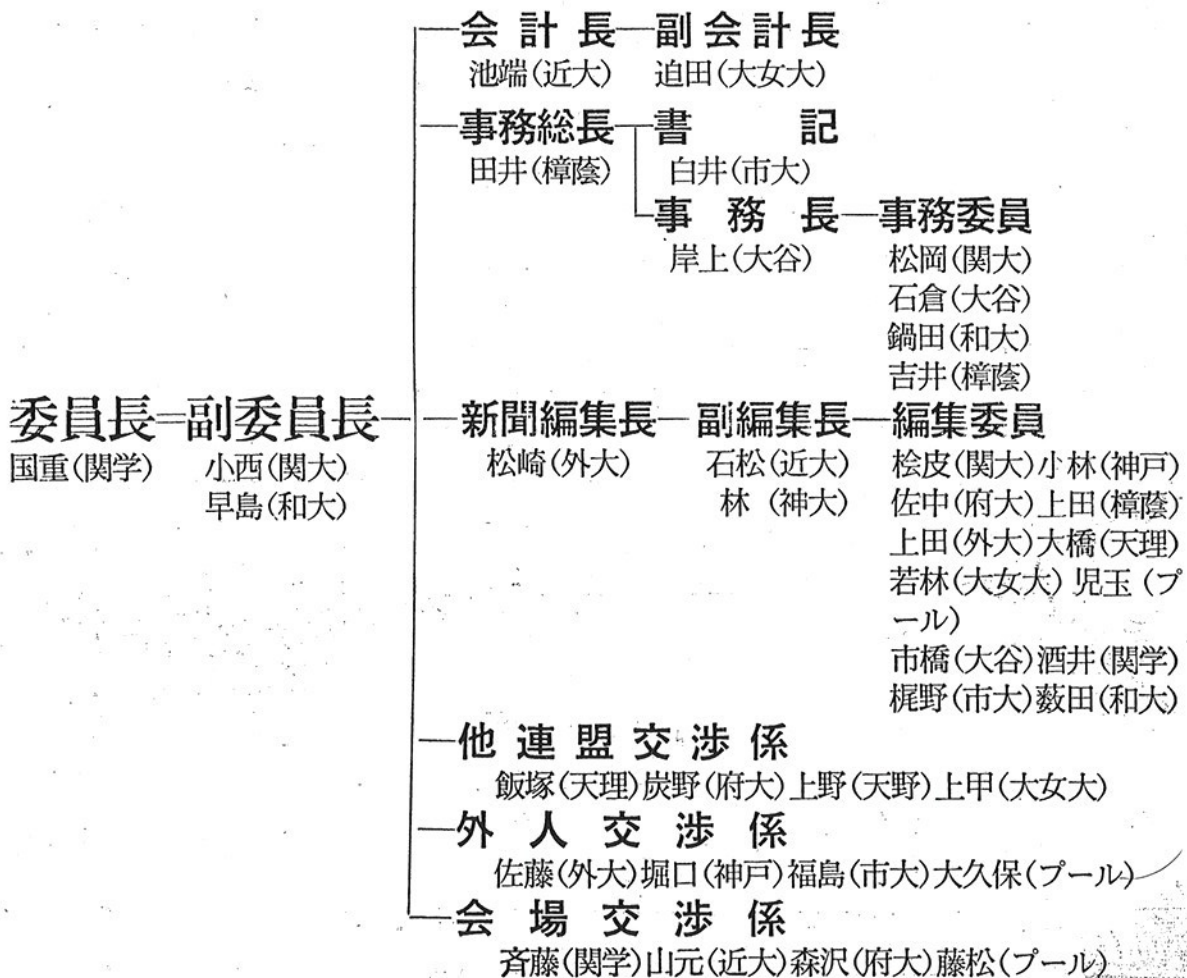 会計長 副会計長
池端(近大) 迫田(大女大)
事務総長 書記
田井(樟蔭) 白井(市大)
事務長 事務委員
岸上(大谷) 松岡(関大)
石倉(大谷)
鍋田(和大)
吉井(樟蔭)
委員長=副委員長 新聞編集長 副編集長 編集委員
国重(関学) 小西(関大) 松崎(外大) 石松(近大) 桧皮(関大)小林(神戸)
早島(和大) 林(神大) 佐中(府大)上田(樟蔭)
上田(外大)大橋(天理)
若林(大女大)児玉(プ
ール)
市橋(大谷)酒井(関学)
梶野(市大)薮田(和大)
他連盟交渉係
飯塚(天理)炭野(府大)上野(天野)上甲(大女大)
外人交渉係
佐藤(外大)堀口(神戸)福島(市大)大久保(プール)
会場交渉係
斉藤(関学)山元(近大)森沢(府大)藤松(プール)